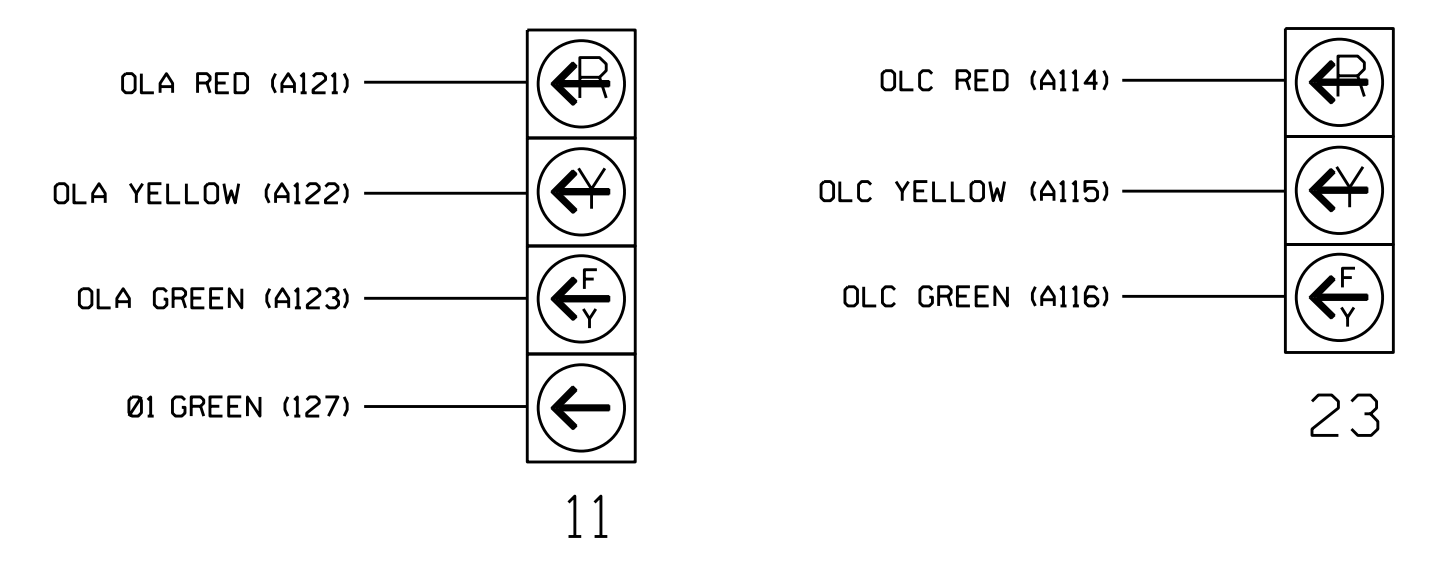 OLA RED (A121)
R
OLA YELLOW (A122)
Y
OLA GREEN (A123)
F
Y
Ø1 GREEN (127)
11
OLC RED (A114)
R
OLC YELLOW (A115)
Y
OLC GREEN (A116)
F
Y
23